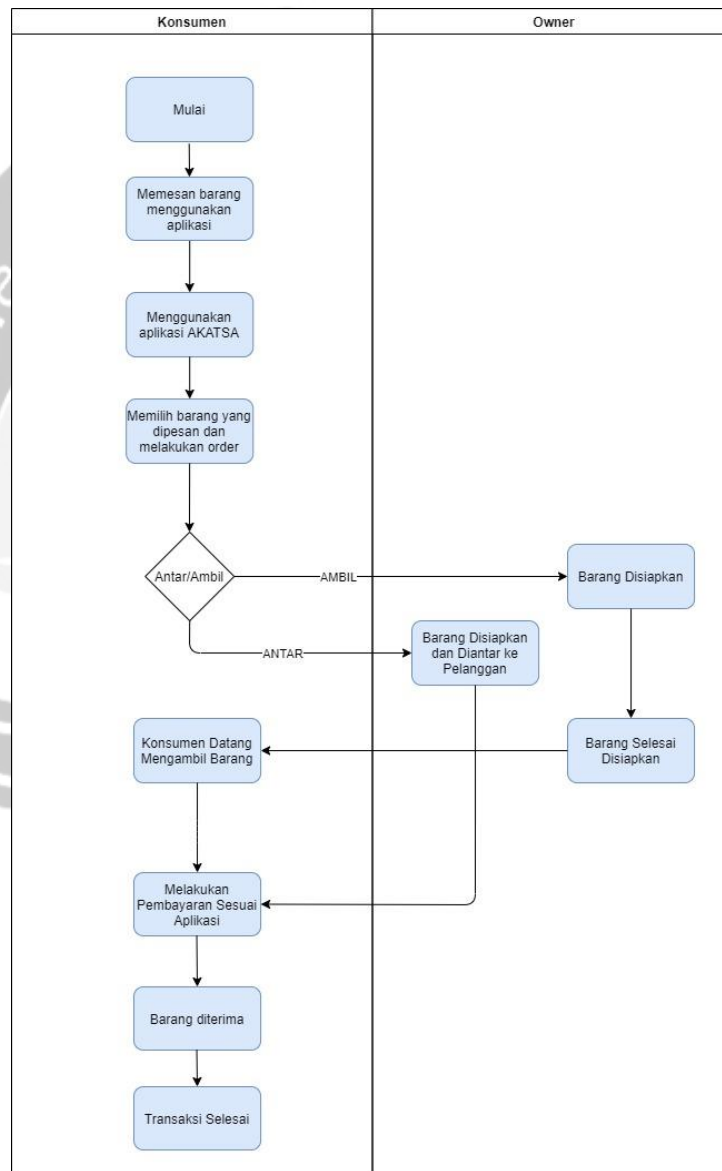 Konsumen
Owner
Mulai
Memesan barang
menggunakan
aplikasi
Menggunakan
aplikasi AKATSA
Memilih barang yang
dipesan dan
melakukan order
Antar/Ambil
AMBIL
Barang Disiapkan
ANTAR
Barang Disiapkan
dan Diantar ke
Pelanggan
Konsumen Datang
Mengambil Barang
Barang Selesai
Disiapkan
Melakukan
Pembayaran Sesuai
Aplikasi
Barang diterima
Transaksi Selesai